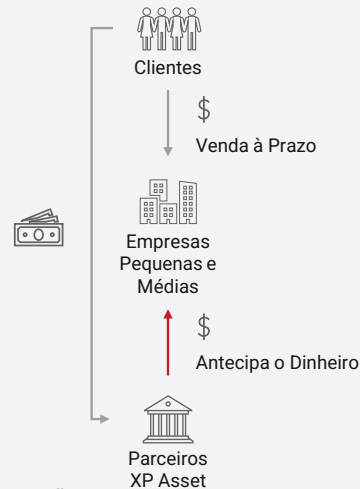 Clientes
$
Venda à Prazo
Empresas
Pequenas e
Médias
$
Antecipa o Dinheiro
Parceiros
XP Asset